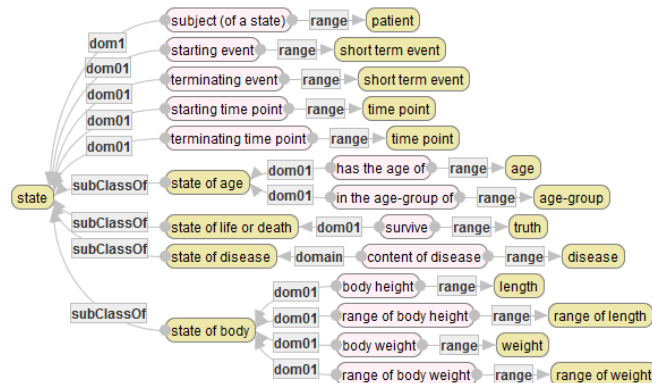 dom1 subject (of a state) range patient
dom01 starting event range short term event
dom01 terminating event range short term event
dom01 starting time point range time point
dom01 terminating time point range time point
state
subClassOf state of age dom01 has the age of range age
dom01 in the age-group of range age-group
subClassOf state of life or death dom01 survive range truth
subClassOf state of disease domain content of disease range disease
subClassOf state of body dom01 body height range length
dom01 range of body height range range of length
dom01 body weight range weight
dom01 range of body weight range range of weight